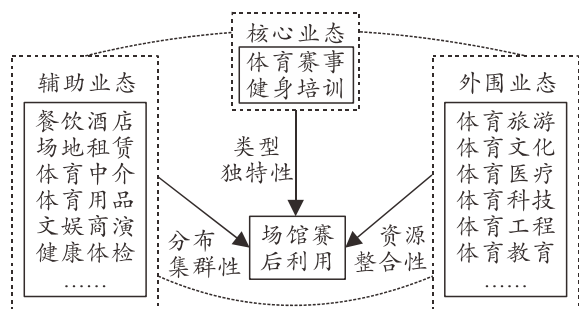 核心业态
体育赛事
健身培训
辅助业态
餐饮酒店
场地租赁
体育中介
体育用品
文娱商演
健康体检
......
类型
独特性
分布
集群性
场馆赛
后利用
资源
整合性
外围业态
体育旅游
体育文化
体育医疗
体育科技
体育工程
体育教育
......